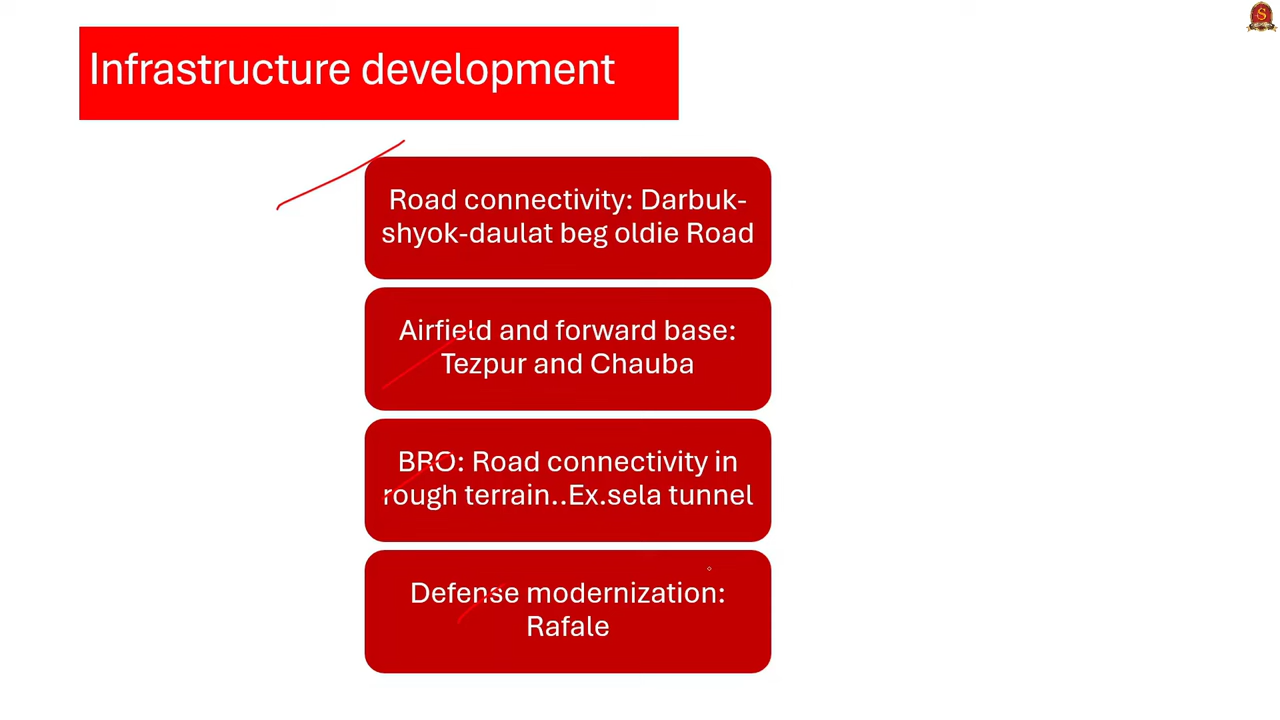 Infrastructure development
Road connectivity: Darbuk-
shyok-daulat beg oldie Road
Airfield and forward base:
Tezpur and Chauba
BRO: Road connectivity in
rough terrain..Ex.sela tunnel
Defense modernization:
Rafale